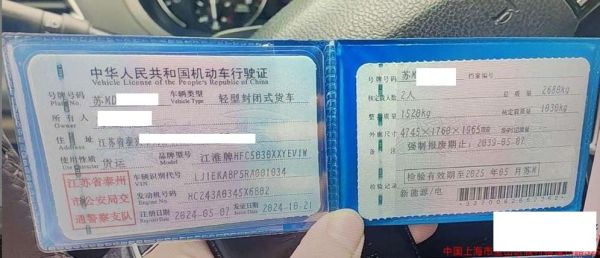 中华人民共和国机动车行驶证
Vehicle License of the People's Republic of China
号牌号码 苏MD 车辆类型 轻型封闭式货车
Plate No. Vehicle Type
所 有 人
Owner
住 址 江苏省泰
使用性质 货运 品牌型号 江淮牌HFC5030XXYEV1W
江苏省泰州
市公安局交
通警察支队
车辆识别代号 LJ1EKABP5RA001034
VIN
发动机号码 HC243A0345X6802
Engine No.
注册日期 2024-05-07 发证日期 2024-10-21
Register Date Issue Date
号牌号码 苏MD 档案编号
核定载人数 2人 总 质 量 2680kg
整备质量 1520kg 核定载质量 1030kg
外廓尺寸 4745×1760×1965
强制报废期止: 2039-05-07
检验有效期至2025年05月苏M
检验记录
新能源/电